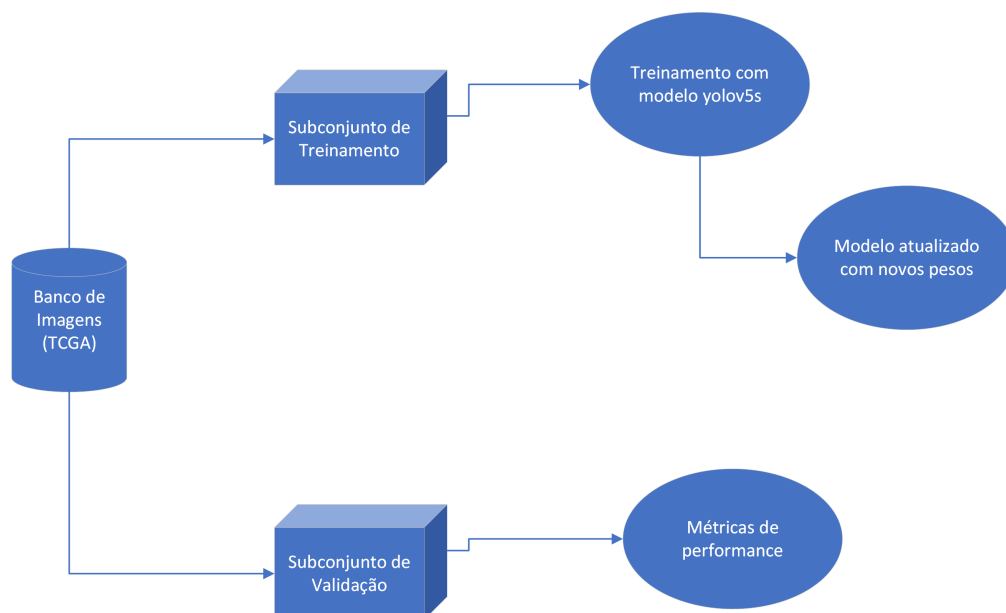 Treinamento com
modelo yolov5s
Subconjunto de
Treinamento
Modelo atualizado
com novos pesos
Banco de
Imagens
(TCGA)
Métricas de
performance
Subconjunto de
Validação